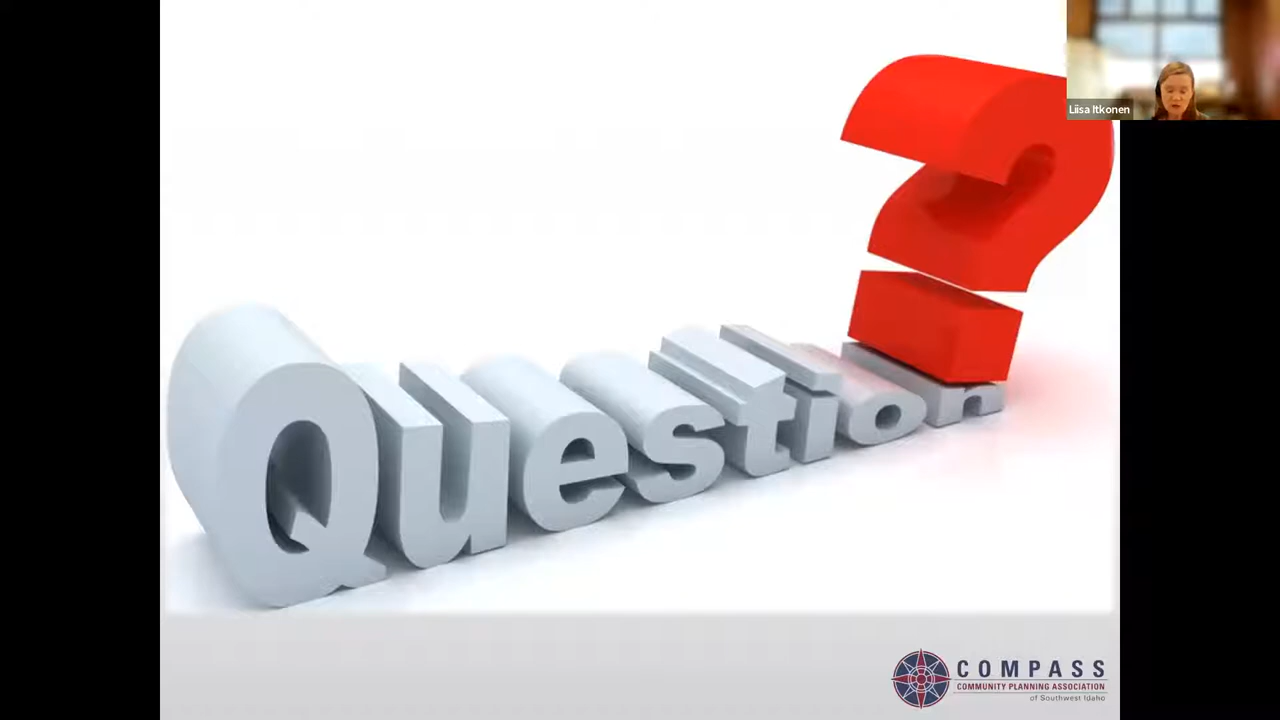 Liisa Itkonen
Question?
COMPASS
COMMUNITY PLANNING ASSOCIATION
of Southwest Idaho